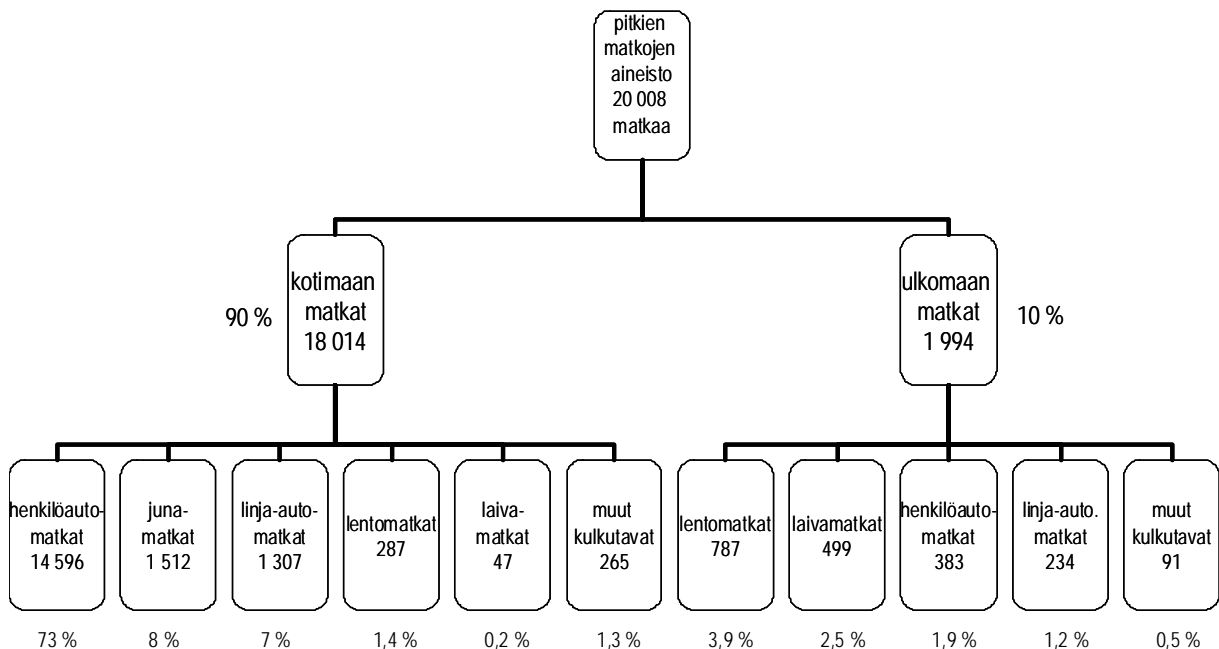 pitkien
matkojen
aineisto
20 008
matkaa
90 %
kotimaan
matkat
18 014
ulkomaan
matkat
1 994
10 %
henkilöauto-
matkat
14 596
juna-
matkat
1 512
linja-auto-
matkat
1 307
lentomatkat
287
laiva-
matkat
47
muut
kulkutavat
265
lentomatkat
787
laivamatkat
499
henkilöauto-
matkat
383
linja-auto.
matkat
234
muut
kulkutavat
91
73 %
8 %
7 %
1,4 %
0,2 %
1,3 %
3,9 %
2,5 %
1,9 %
1,2 %
0,5 %